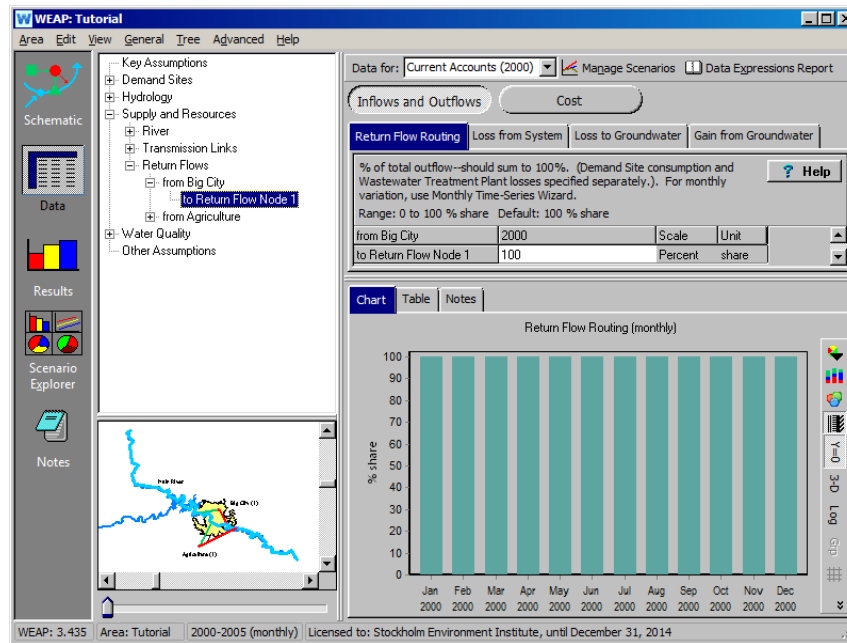 WEAP: Tutorial
Area Edit View General Tree Advanced Help
Schematic
Data
Results
Scenario
Explorer
Notes
Key Assumptions
Demand Sites
Hydrology
Supply and Resources
River
Transmission Links
Return Flows
from Big City
to Return Flow Node 1
from Agriculture
Water Quality
Other Assumptions
Big City (1)
Agriculture (1)
Data for: Current Accounts (2000) Manage Scenarios Data Expressions Report
Inflows and Outflows Cost
Return Flow Routing Loss from System Loss to Groundwater Gain from Groundwater
% of total outflow--should sum to 100%. (Demand Site consumption and
Wastewater Treatment Plant losses specified separately.). For monthly
variation, use Monthly Time-Series Wizard.
Range: 0 to 100 % share Default: 100 % share
? Help
from Big City 2000 Scale Unit
to Return Flow Node 1 100 Percent share
Chart Table Notes
Return Flow Routing (monthly)
% share
100
90
80
70
60
50
40
30
20
10
0
Jan Feb Mar Apr May Jun Jul Aug Sep Oct Nov Dec
2000 2000 2000 2000 2000 2000 2000 2000 2000 2000 2000 2000
Y=0
3-D
Log
Grp
WEAP: 3.435 Area: Tutorial 2000-2005 (monthly) Licensed to: Stockholm Environment Institute, until December 31, 2014